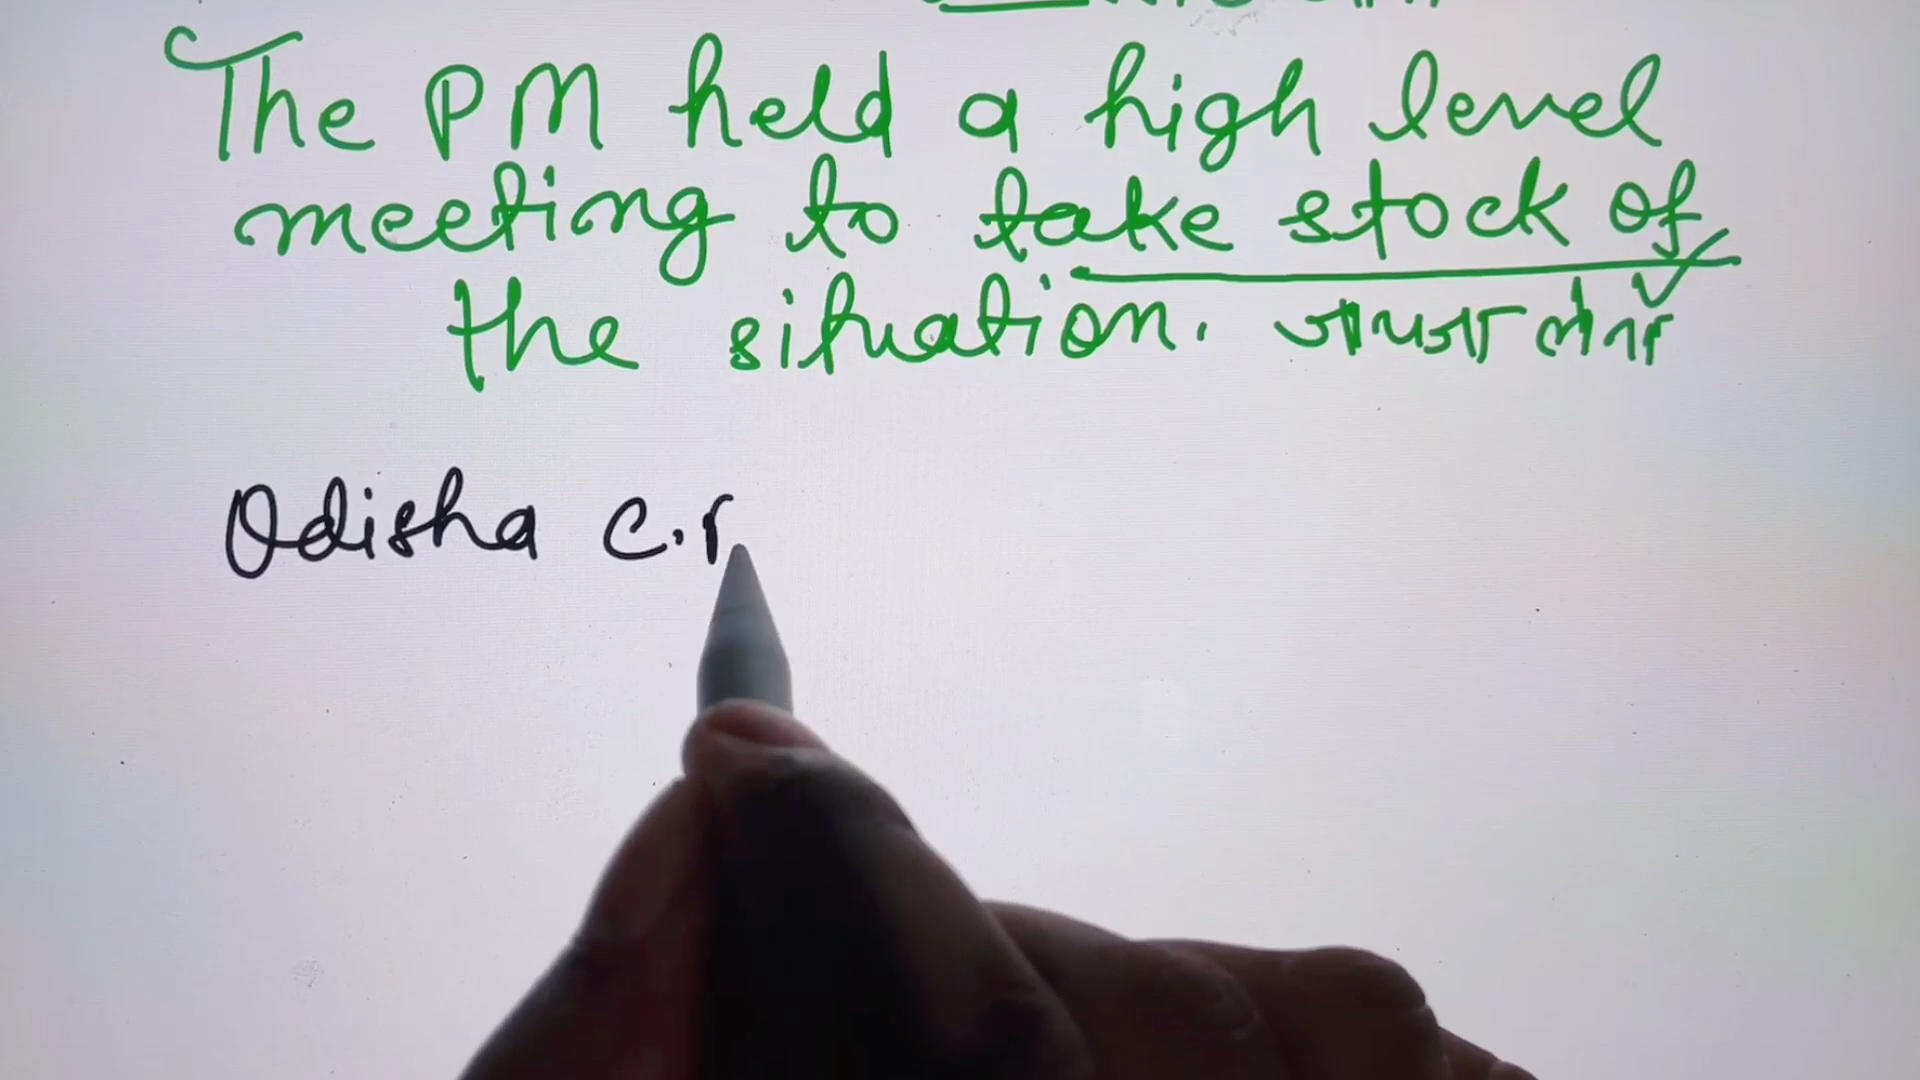 The PM held a high level
meeting to take stock of
the situation. जायजा लेना
Odisha C.